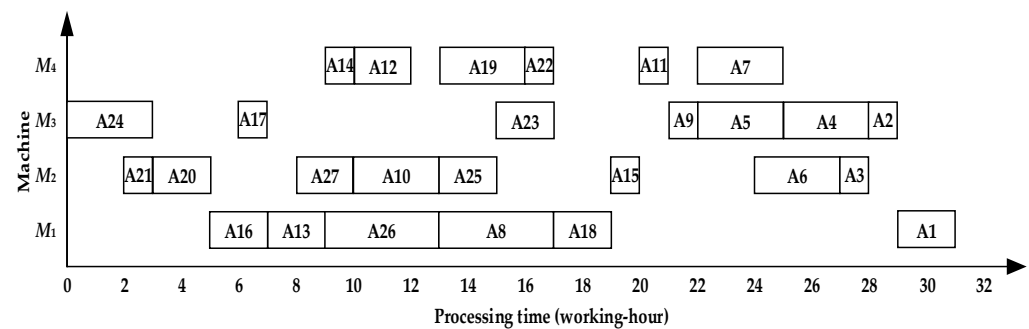 M4 A14 A12 A19 A22 A11 A7
M3 A24 A17 A23 A9 A5 A4 A2
Machine
M2 A21 A20 A27 A10 A25 A15 A6 A3
M1 A16 A13 A26 A8 A18 A1
0 2 4 6 8 10 12 14 16 18 20 22 24 26 28 30 32
Processing time (working-hour)